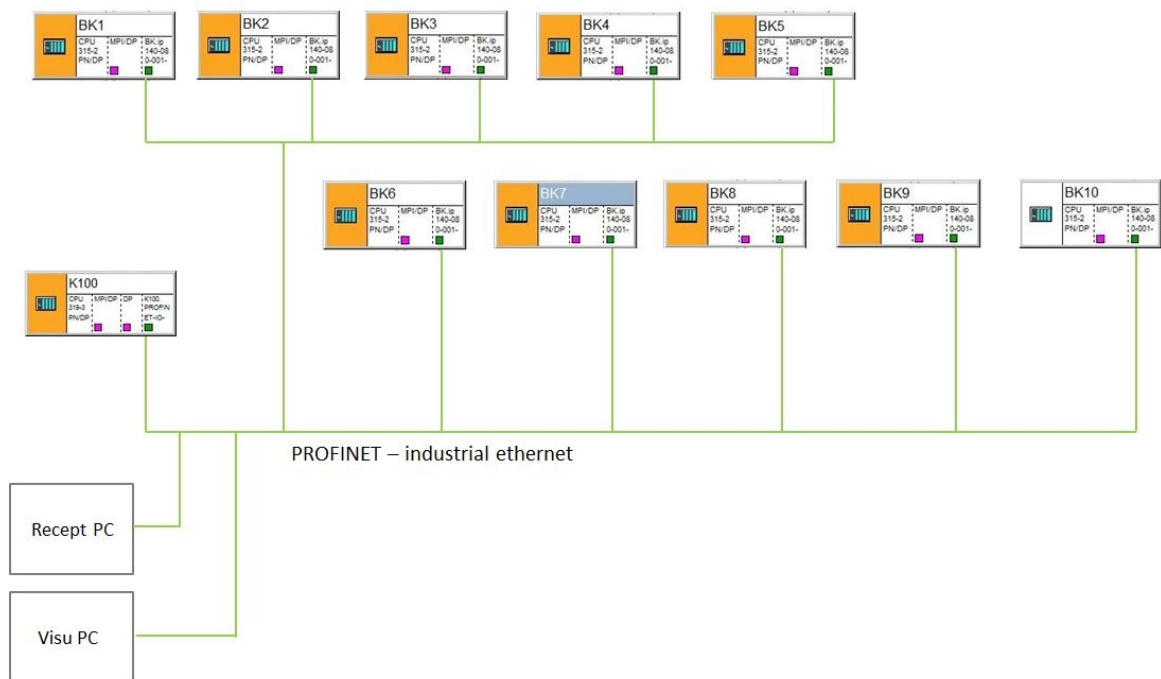 BK1
CPU MPI/DP BK.ip
315-2 140-08
PN/DP 0-001-
BK2
CPU MPI/DP BK.ip
315-2 140-08
PN/DP 0-001-
BK3
CPU MPI/DP BK.ip
315-2 140-08
PN/DP 0-001-
BK4
CPU MPI/DP BK.ip
315-2 140-08
PN/DP 0-001-
BK5
CPU MPI/DP BK.ip
315-2 140-08
PN/DP 0-001-
BK6
CPU MPI/DP BK.ip
315-2 140-08
PN/DP 0-001-
BK7
CPU MPI/DP BK.ip
315-2 140-08
PN/DP 0-001-
BK8
CPU MPI/DP BK.ip
315-2 140-08
PN/DP 0-001-
BK9
CPU MPI/DP BK.ip
315-2 140-08
PN/DP 0-001-
BK10
CPU MPI/DP BK.ip
315-2 140-08
PN/DP 0-001-
K100
CPU MPI/DP DP K100.
319-3 PROFIN
PN/DP ET-IO-
PROFINET – industrial ethernet
Recept PC
Visu PC